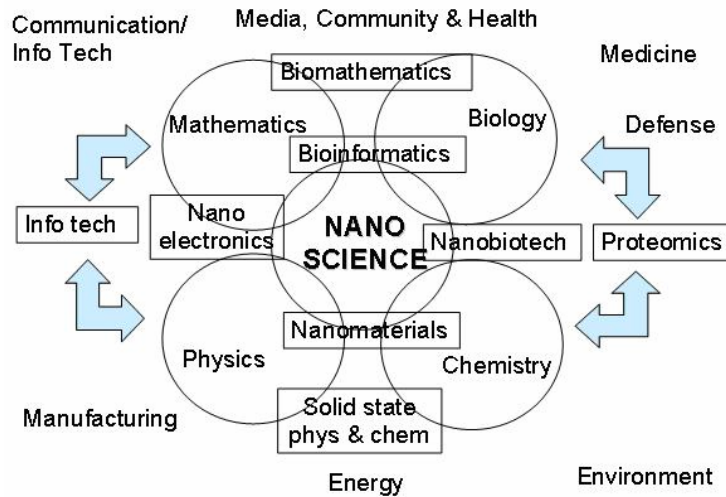 Communication/
Info Tech
Media, Community & Health
Medicine
Biomathematics
Mathematics
Biology
Defense
Bioinformatics
Info tech
Nano
electronics
NANO
SCIENCE
Nanobiotech
Proteomics
Nanomaterials
Physics
Chemistry
Manufacturing
Solid state
phys & chem
Energy
Environment